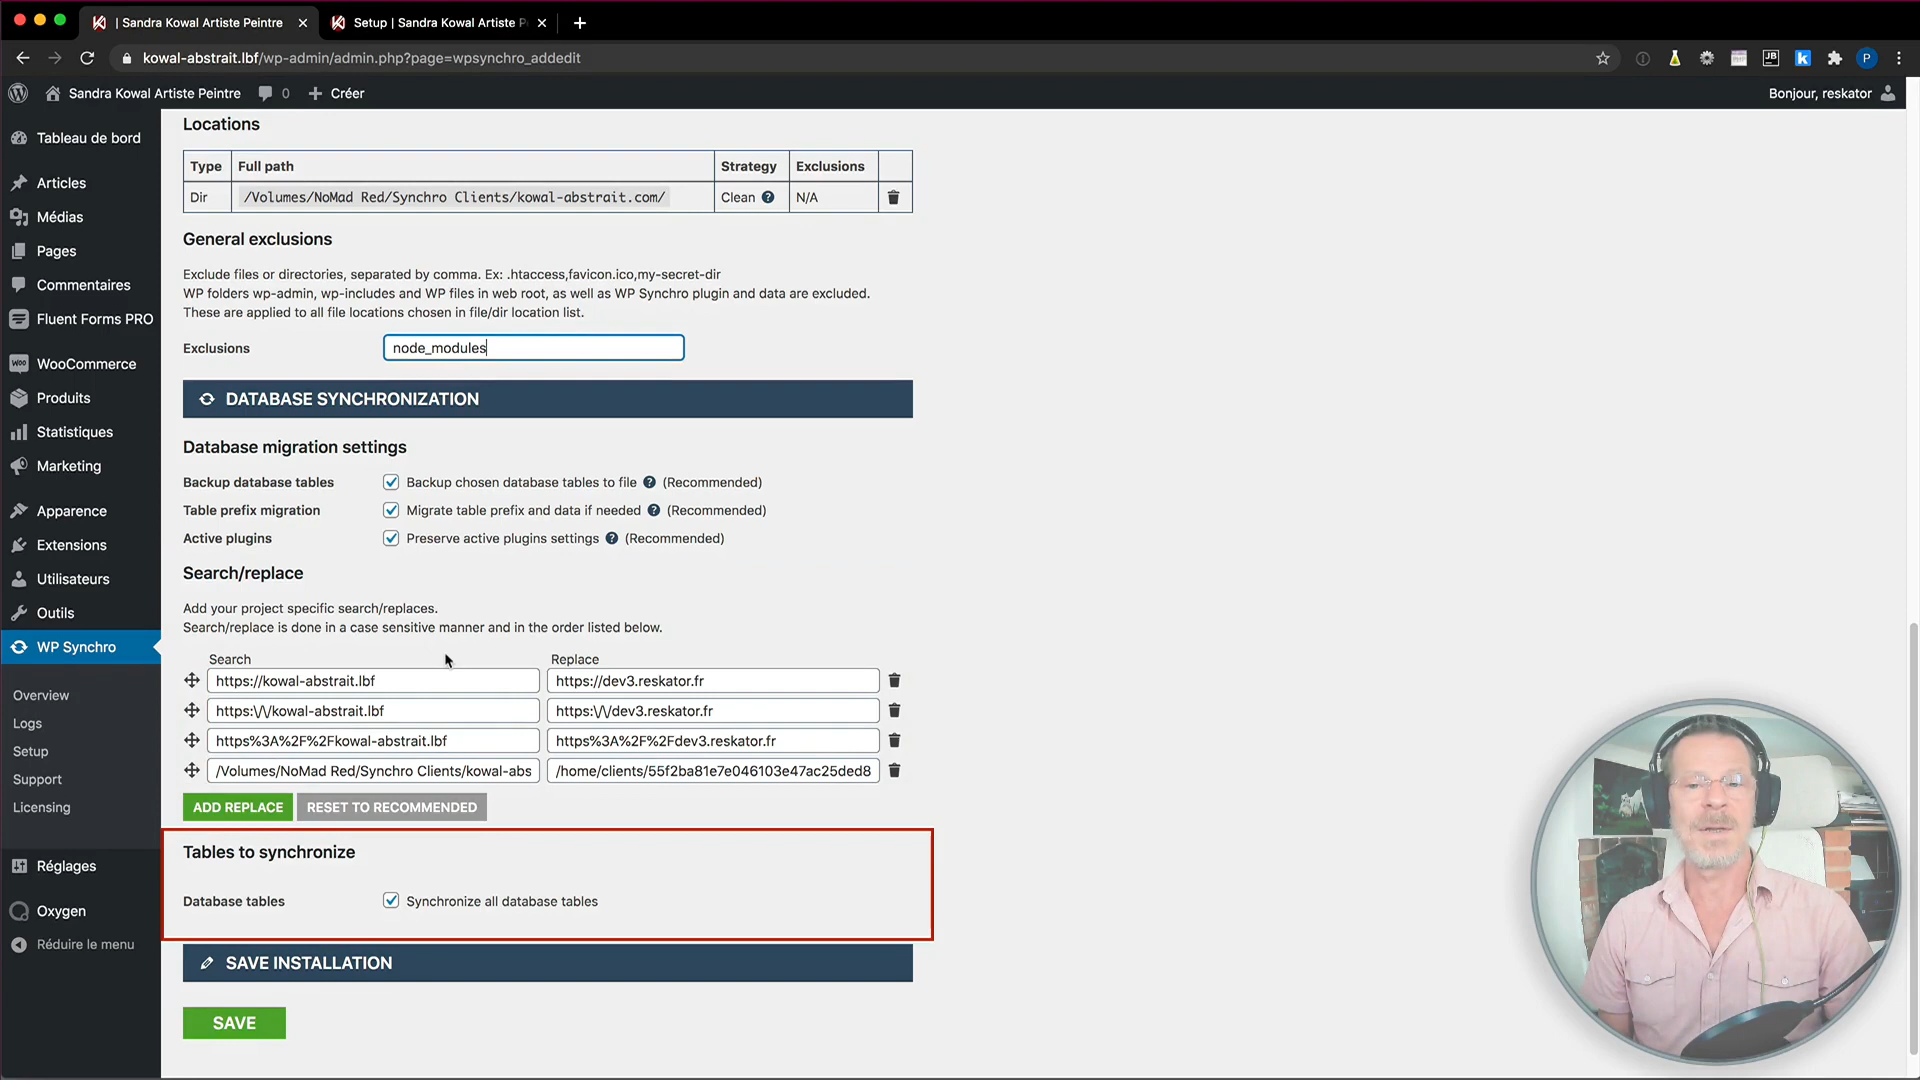 | Sandra Kowal Artiste Peintre
Setup | Sandra Kowal Artiste P
kowal-abstrait.lbf/wp-admin/admin.php?page=wpsynchro_addedit
P
Sandra Kowal Artiste Peintre
0
Créer
Bonjour, reskator
Tableau de bord
Articles
Médias
Pages
Commentaires
Fluent Forms PRO
WooCommerce
Produits
Statistiques
Marketing
Apparence
Extensions
Utilisateurs
Outils
WP Synchro
Overview
Logs
Setup
Support
Licensing
Réglages
Oxygen
Réduire le menu
Locations
Type Full path Strategy Exclusions
Dir /Volumes/NoMad Red/Synchro Clients/kowal-abstrait.com/ Clean N/A
General exclusions
Exclude files or directories, separated by comma. Ex: .htaccess,favicon.ico,my-secret-dir
WP folders wp-admin, wp-includes and WP files in web root, as well as WP Synchro plugin and data are excluded.
These are applied to all file locations chosen in file/dir location list.
Exclusions node_modules
DATABASE SYNCHRONIZATION
Database migration settings
Backup database tables Backup chosen database tables to file (Recommended)
Table prefix migration Migrate table prefix and data if needed (Recommended)
Active plugins Preserve active plugins settings (Recommended)
Search/replace
Add your project specific search/replaces.
Search/replace is done in a case sensitive manner and in the order listed below.
Search Replace
https://kowal-abstrait.lbf https://dev3.reskator.fr
https:\/\/kowal-abstrait.lbf https:\/\/dev3.reskator.fr
https%3A%2F%2Fkowal-abstrait.lbf https%3A%2F%2Fdev3.reskator.fr
/Volumes/NoMad Red/Synchro Clients/kowal-abs /home/clients/55f2ba81e7e046103e47ac25ded8
ADD REPLACE RESET TO RECOMMENDED
Tables to synchronize
Database tables Synchronize all database tables
SAVE INSTALLATION
SAVE